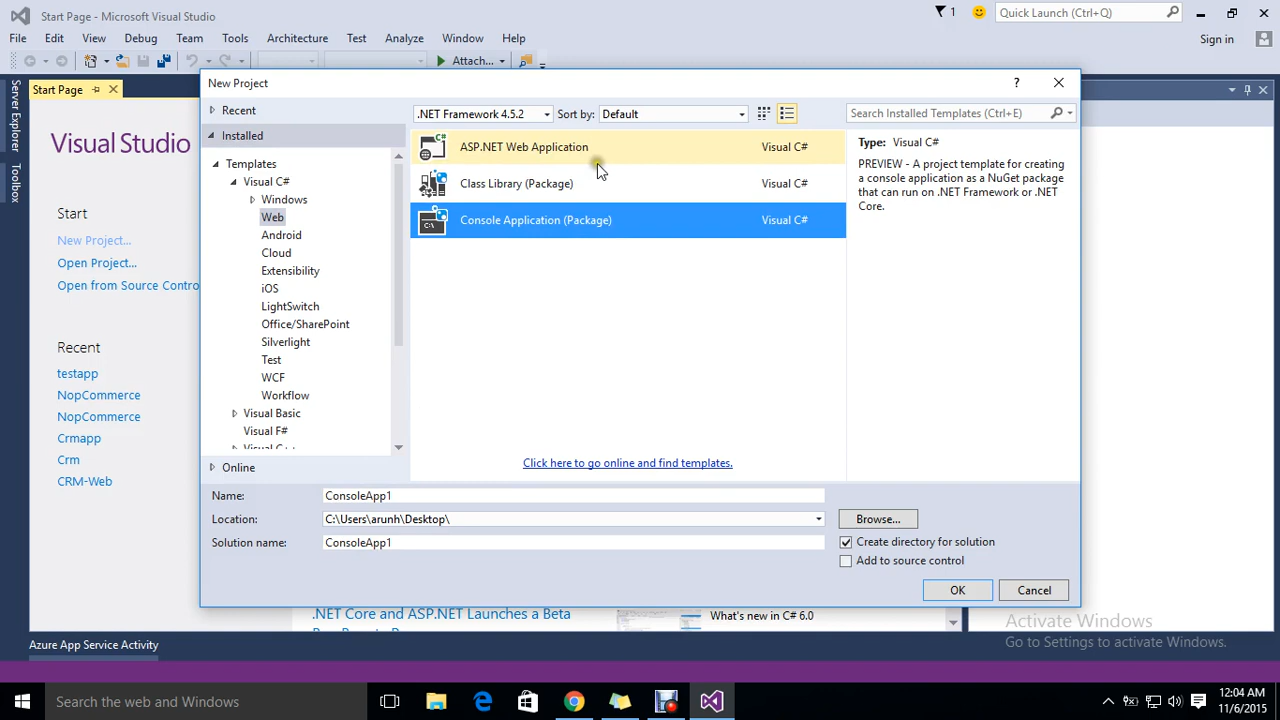 Start Page - Microsoft Visual Studio
1
Quick Launch (Ctrl+Q)
File Edit View Debug Team Tools Architecture Test Analyze Window Help
Sign in
Attach...
Server Explorer
Toolbox
Start Page
Visual Studio
Start
New Project...
Open Project...
Open from Source Contro
Recent
testapp
NopCommerce
NopCommerce
Crmapp
Crm
CRM-Web
New Project
?
Recent
.NET Framework 4.5.2
Sort by:
Default
Search Installed Templates (Ctrl+E)
Installed
Templates
Visual C#
Windows
Web
Android
Cloud
Extensibility
iOS
LightSwitch
Office/SharePoint
Silverlight
Test
WCF
Workflow
Visual Basic
Visual F#
Visual C++
Online
ASP.NET Web Application Visual C#
Class Library (Package) Visual C#
Console Application (Package) Visual C#
Click here to go online and find templates.
Type: Visual C#
PREVIEW - A project template for creating
a console application as a NuGet package
that can run on .NET Framework or .NET
Core.
Name: ConsoleApp1
Location: C:\Users\arunh\Desktop\
Browse...
Solution name: ConsoleApp1
Create directory for solution
Add to source control
OK
Cancel
.NET Core and ASP.NET Launches a Beta
What's new in C# 6.0
Activate Windows
Go to Settings to activate Windows.
Azure App Service Activity
Search the web and Windows
12:04 AM
11/6/2015